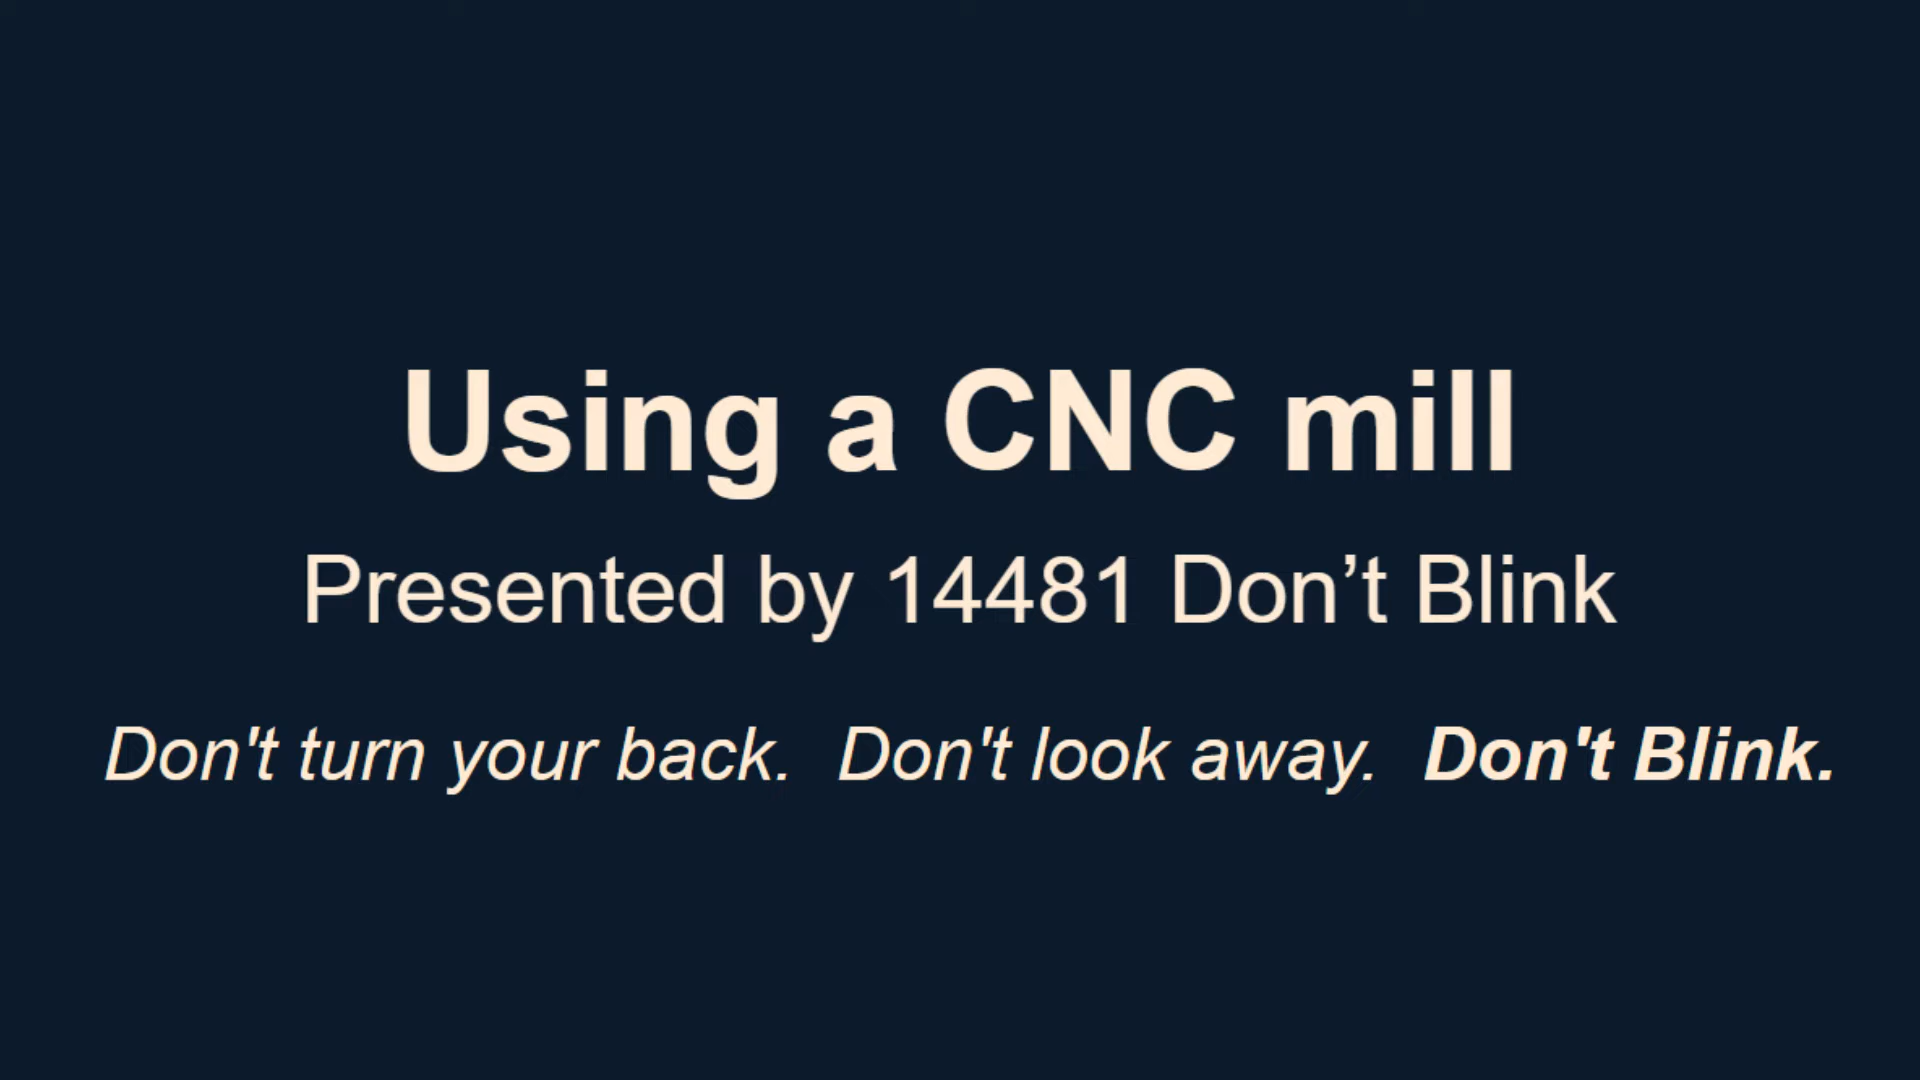 Using a CNC mill
Presented by 14481 Don’t Blink
Don't turn your back.  Don't look away.  Don't Blink.